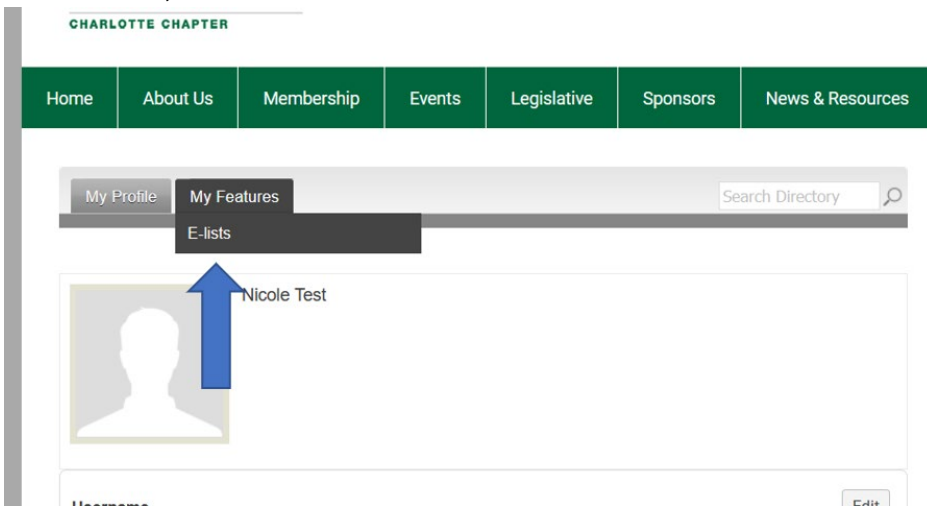 CHARLOTTE CHAPTER
Home About Us Membership Events Legislative Sponsors News & Resources
My Profile My Features Search Directory
E-lists
Nicole Test
Username Edit